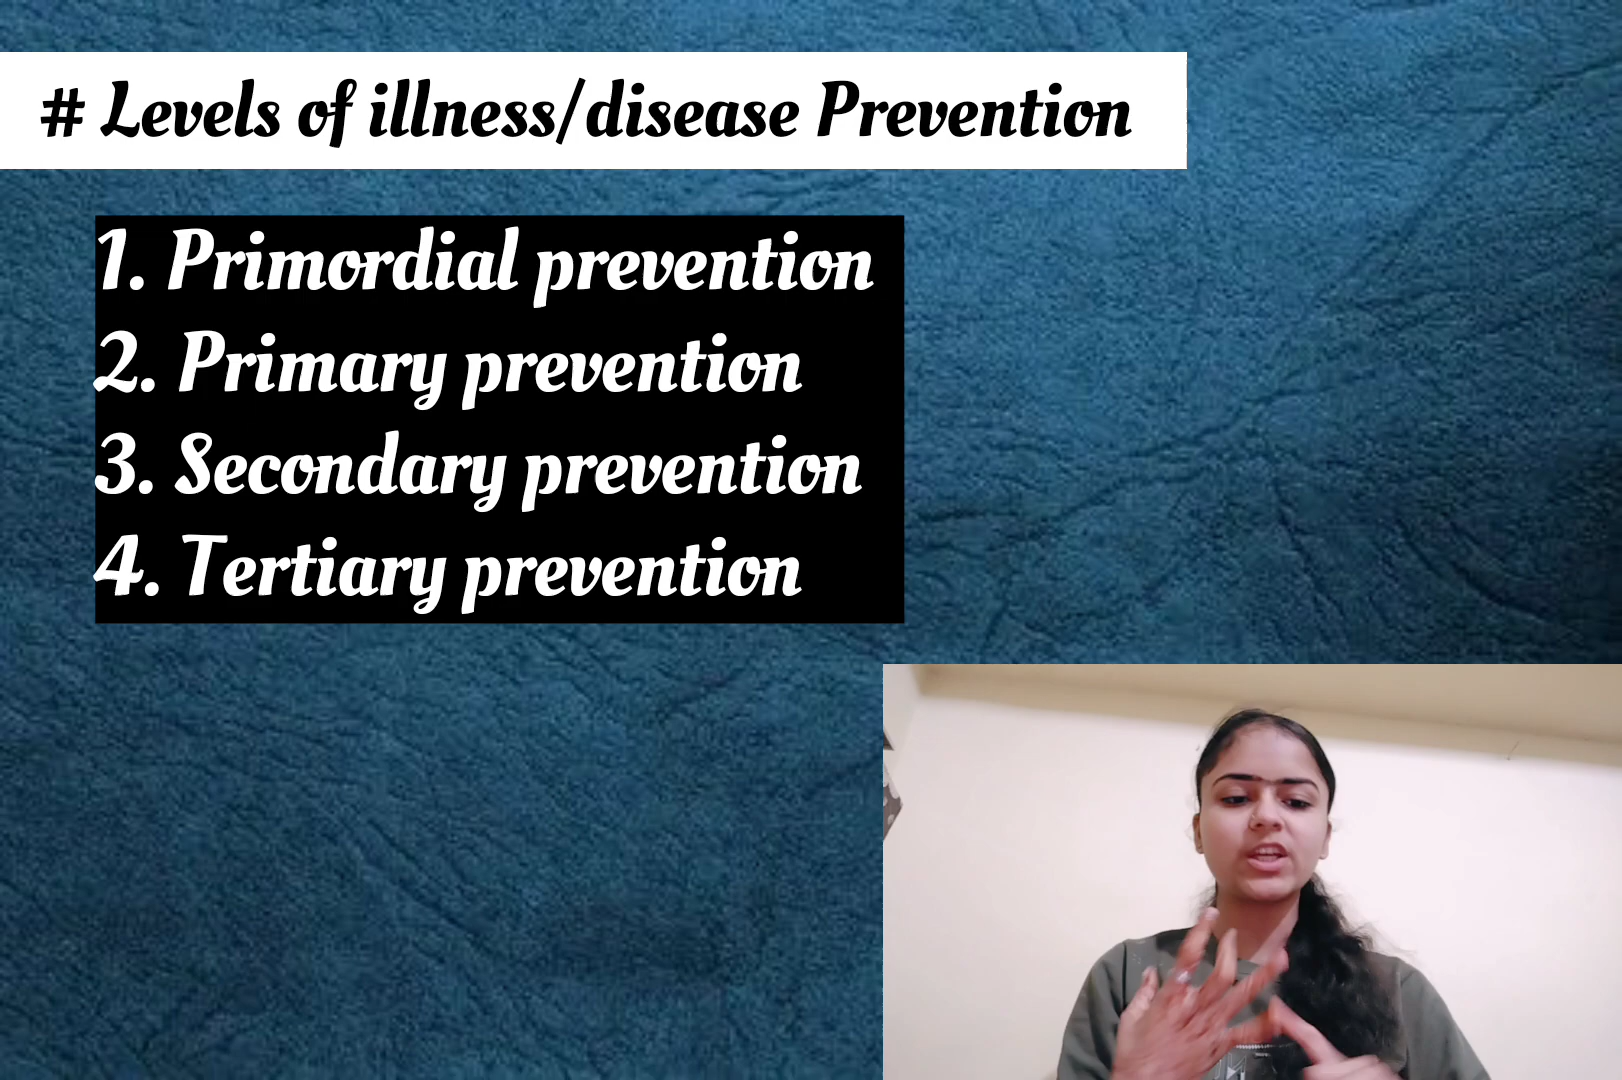 # Levels of illness/disease Prevention
1. Primordial prevention
2. Primary prevention
3. Secondary prevention
4. Tertiary prevention